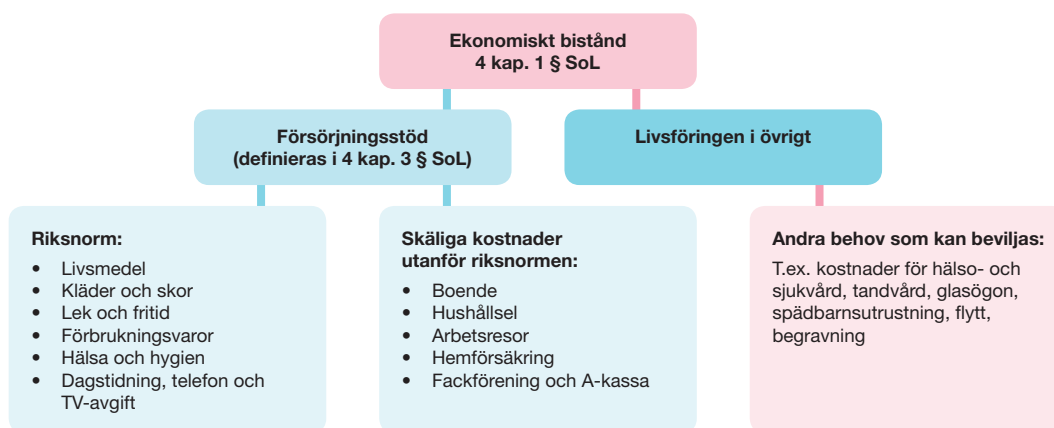 Ekonomiskt bistånd
4 kap. 1 § SoL
Försörjningsstöd
(definieras i 4 kap. 3 § SoL)
Livsföringen i övrigt
Riksnorm:
• Livsmedel
• Kläder och skor
• Lek och fritid
• Förbrukningsvaror
• Hälsa och hygien
• Dagstidning, telefon och
TV-avgift
Skäliga kostnader
utanför riksnormen:
• Boende
• Hushållsel
• Arbetsresor
• Hemförsäkring
• Fackförening och A-kassa
Andra behov som kan beviljas:
T.ex. kostnader för hälso- och
sjukvård, tandvård, glasögon,
spädbarnsutrustning, flytt,
begravning